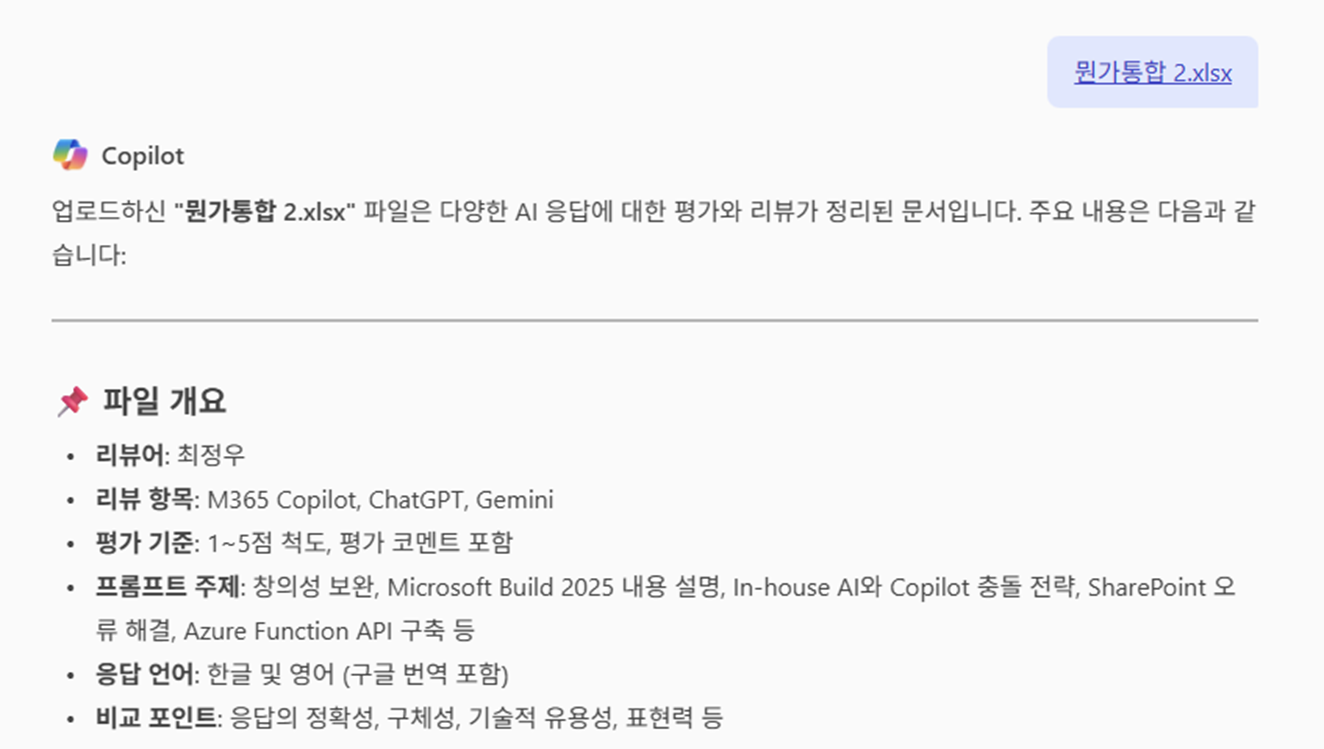 뭔가통합 2.xlsx
Copilot
업로드하신 "뭔가통합 2.xlsx" 파일은 다양한 AI 응답에 대한 평가와 리뷰가 정리된 문서입니다. 주요 내용은 다음과 같
습니다:
📌 파일 개요
• 리뷰어: 최정우
• 리뷰 항목: M365 Copilot, ChatGPT, Gemini
• 평가 기준: 1~5점 척도, 평가 코멘트 포함
• 프롬프트 주제: 창의성 보완, Microsoft Build 2025 내용 설명, In-house AI와 Copilot 충돌 전략, SharePoint 오
류 해결, Azure Function API 구축 등
• 응답 언어: 한글 및 영어 (구글 번역 포함)
• 비교 포인트: 응답의 정확성, 구체성, 기술적 유용성, 표현력 등